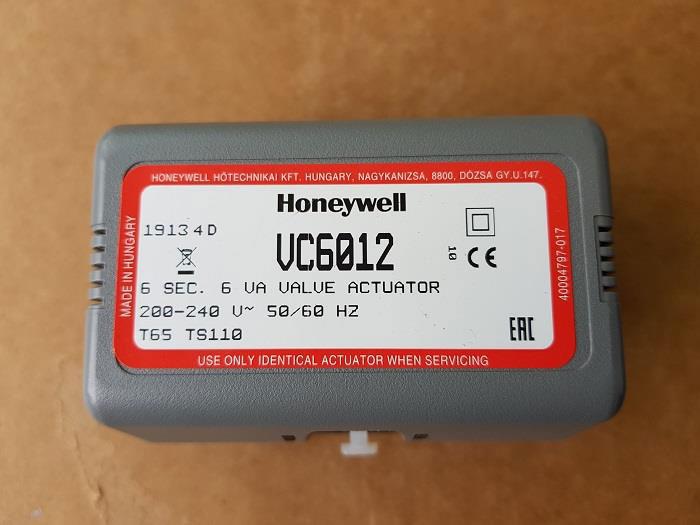 HONEYWELL HŐTECHNIKAI KFT. HUNGARY, NAGYKANIZSA, 8800, DÓZSA GY.U.147.
MADE IN HUNGARY
Honeywell
19134D
VC6012
10 CE
6 SEC. 6 VA VALVE ACTUATOR
200-240 V~ 50/60 HZ
T65 TS110
EAC
40004797-017
USE ONLY IDENTICAL ACTUATOR WHEN SERVICING